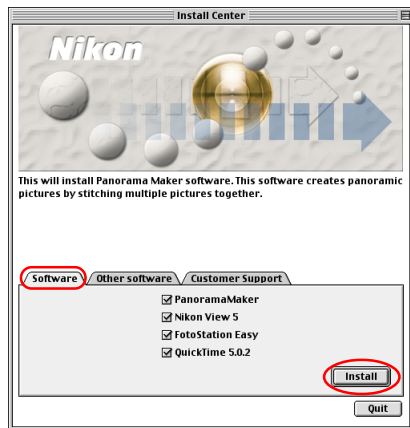 Install Center
Nikon
This will install Panorama Maker software. This software creates panoramic
pictures by stitching multiple pictures together.
Software Other software Customer Support
PanoramaMaker
Nikon View 5
FotoStation Easy
QuickTime 5.0.2
Install
Quit